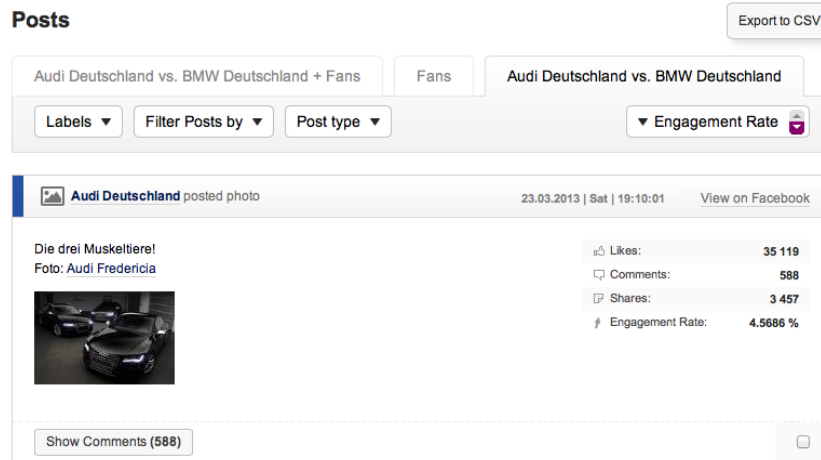 Posts
Export to CSV
Audi Deutschland vs. BMW Deutschland + Fans
Fans
Audi Deutschland vs. BMW Deutschland
Labels ▼
Filter Posts by ▼
Post type ▼
▼ Engagement Rate
Audi Deutschland posted photo
23.03.2013 | Sat | 19:10:01
View on Facebook
Die drei Muskeltiere!
Foto: Audi Fredericia
Likes: 35 119
Comments: 588
Shares: 3 457
Engagement Rate: 4.5686 %
Show Comments (588)